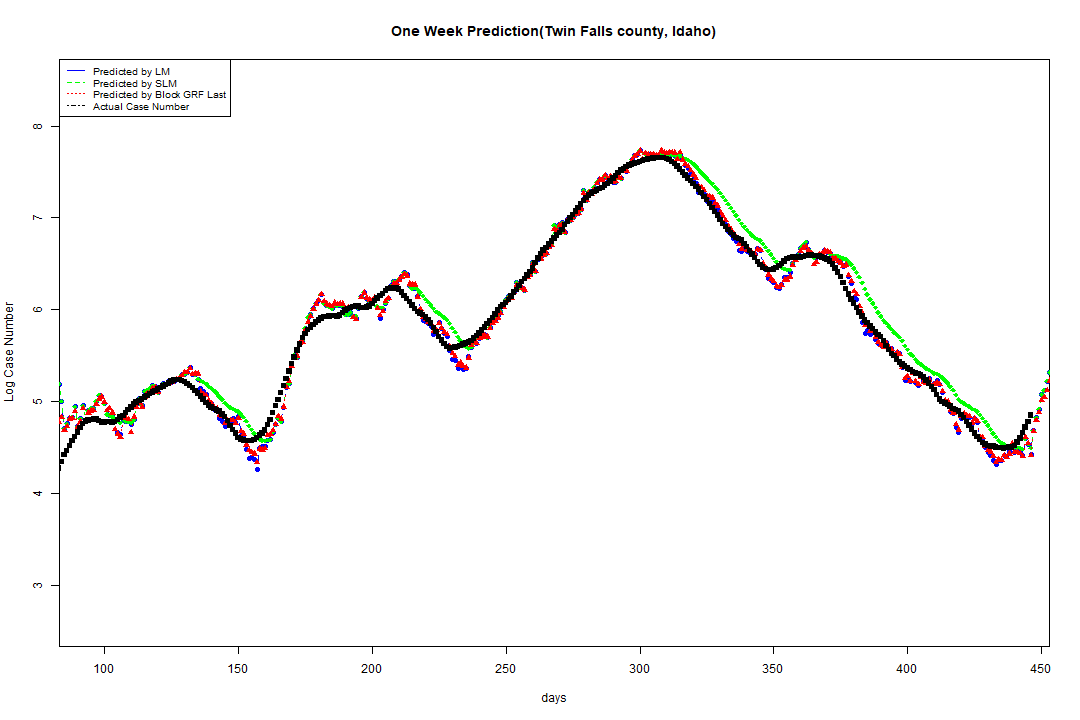 One Week Prediction(Twin Falls county, Idaho)
Predicted by LM
Predicted by SLM
Predicted by Block GRF Last
Actual Case Number
Log Case Number
8
7
6
5
4
3
100 150 200 250 300 350 400 450
days